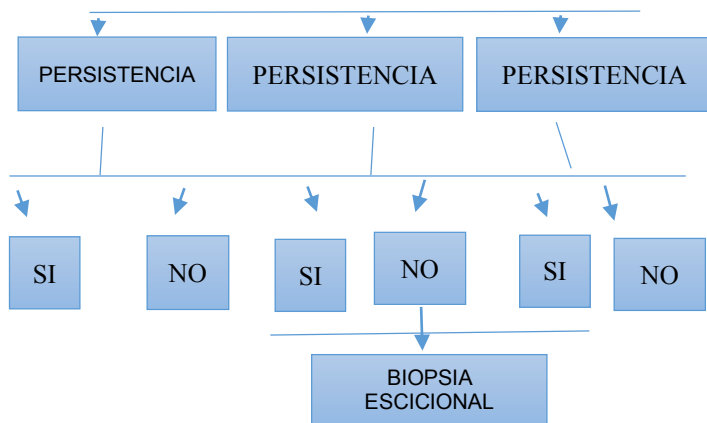 PERSISTENCIA
PERSISTENCIA
PERSISTENCIA
SI
NO
SI
NO
SI
NO
BIOPSIA
ESCICIONAL